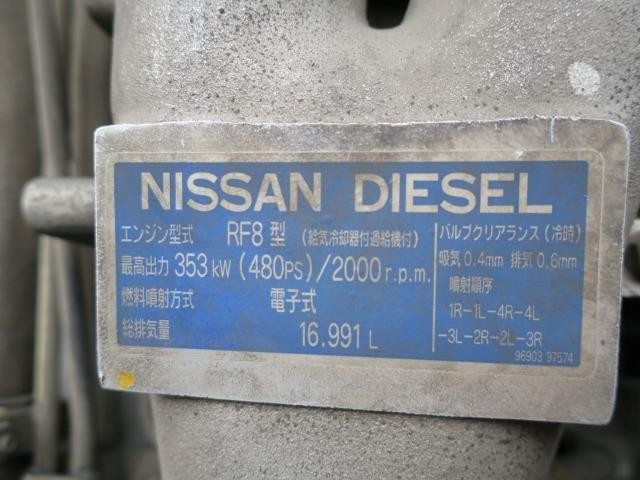 NISSAN DIESEL
エンジン型式 RF8型 (給気冷却器付過給機付)
最高出力 353 kW (480PS)/2000 r.p.m.
燃料噴射方式 電子式
総排気量 16.991 L
バルブクリアランス (冷時)
吸気 0.4mm 排気 0.6mm
噴射順序
1R-1L-4R-4L
-3L-2R-2L-3R
96903 97574